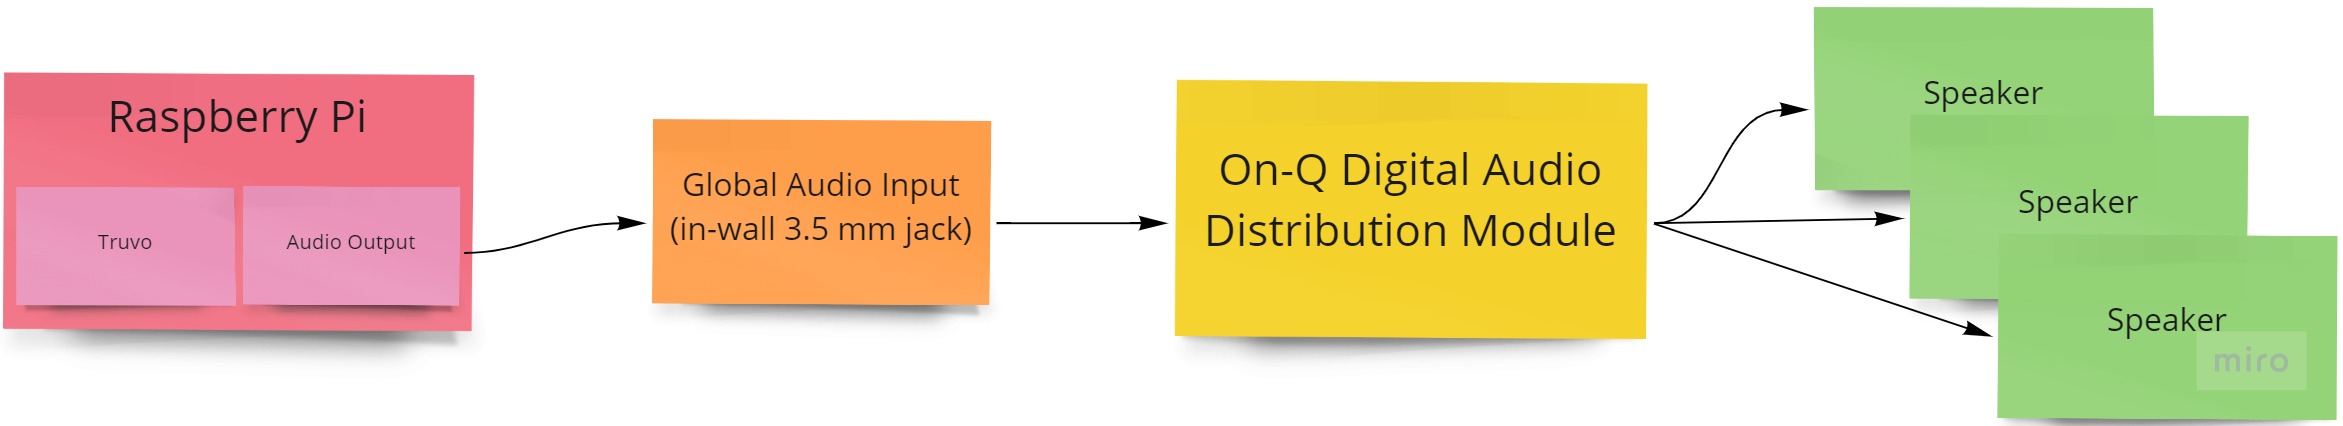 Raspberry Pi
Truvo
Audio Output
Global Audio Input
(in-wall 3.5 mm jack)
On-Q Digital Audio
Distribution Module
Speaker
Speaker
Speaker
miro